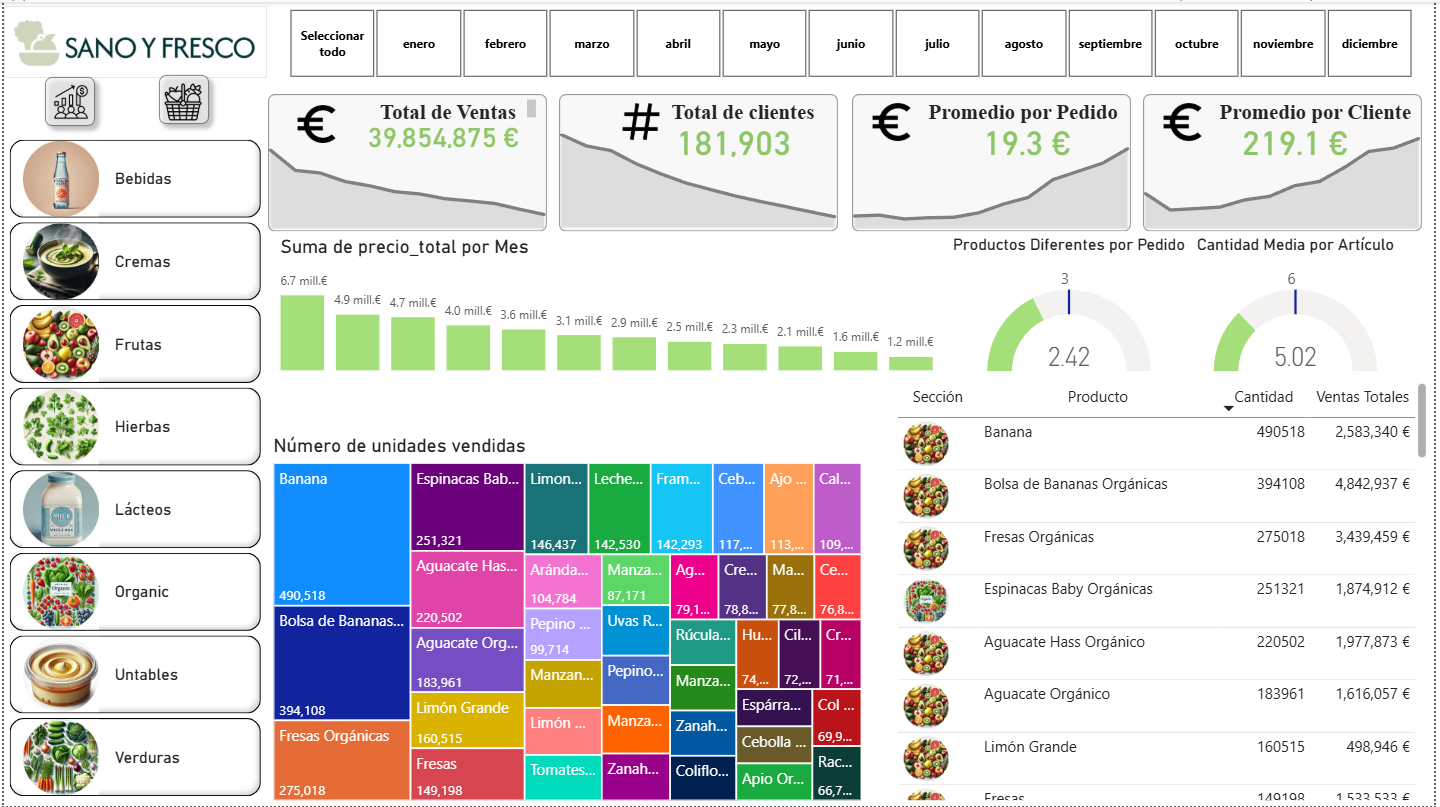 SANO Y FRESCO
Seleccionar
todo
enero
febrero
marzo
abril
mayo
junio
julio
agosto
septiembre
octubre
noviembre
diciembre
Total de Ventas
39,854,875 €
Total de clientes
181,903
Promedio por Pedido
19.3 €
Promedio por Cliente
219.1 €
Bebidas
Cremas
Frutas
Hierbas
Lácteos
Organic
Untables
Verduras
Suma de precio_total por Mes
6.7 mill.€
4.9 mill.€
4.7 mill.€
4.0 mill.€
3.6 mill.€
3.1 mill.€
2.9 mill.€
2.5 mill.€
2.3 mill.€
2.1 mill.€
1.6 mill.€
1.2 mill.€
Productos Diferentes por Pedido
3
2.42
Cantidad Media por Artículo
6
5.02
Número de unidades vendidas
Banana
490,518
Bolsa de Bananas...
394,108
Fresas Orgánicas
275,018
Espinacas Bab...
251,321
Aguacate Has...
220,502
Aguacate Org...
183,961
Limón Grande
160,515
Fresas
149,198
Limon...
146,437
Leche...
142,530
Fram...
142,293
Ceb...
117,...
Ajo ...
113,...
Cal...
109,...
Aránda...
104,784
Pepino ...
99,714
Manzan...
Limón ...
Tomates...
Manza...
87,171
Uvas R...
Pepino...
Manza...
Zanah...
Ag...
79,1...
Cre...
78,8...
Ma...
77,8...
Ce...
76,8...
Rúcula...
Manza...
Zanah...
Coliflo...
Hu...
74,...
Cil...
72,...
Cr...
71,...
Espárra...
Cebolla ...
Apio Or...
Col ...
69,9...
Rac...
66,7...
Sección Producto Cantidad Ventas Totales
Banana 490518 2,583,340 €
Bolsa de Bananas Orgánicas 394108 4,842,937 €
Fresas Orgánicas 275018 3,439,459 €
Espinacas Baby Orgánicas 251321 1,874,912 €
Aguacate Hass Orgánico 220502 1,977,873 €
Aguacate Orgánico 183961 1,616,057 €
Limón Grande 160515 498,946 €
Fresas 149198 1,533,533 €